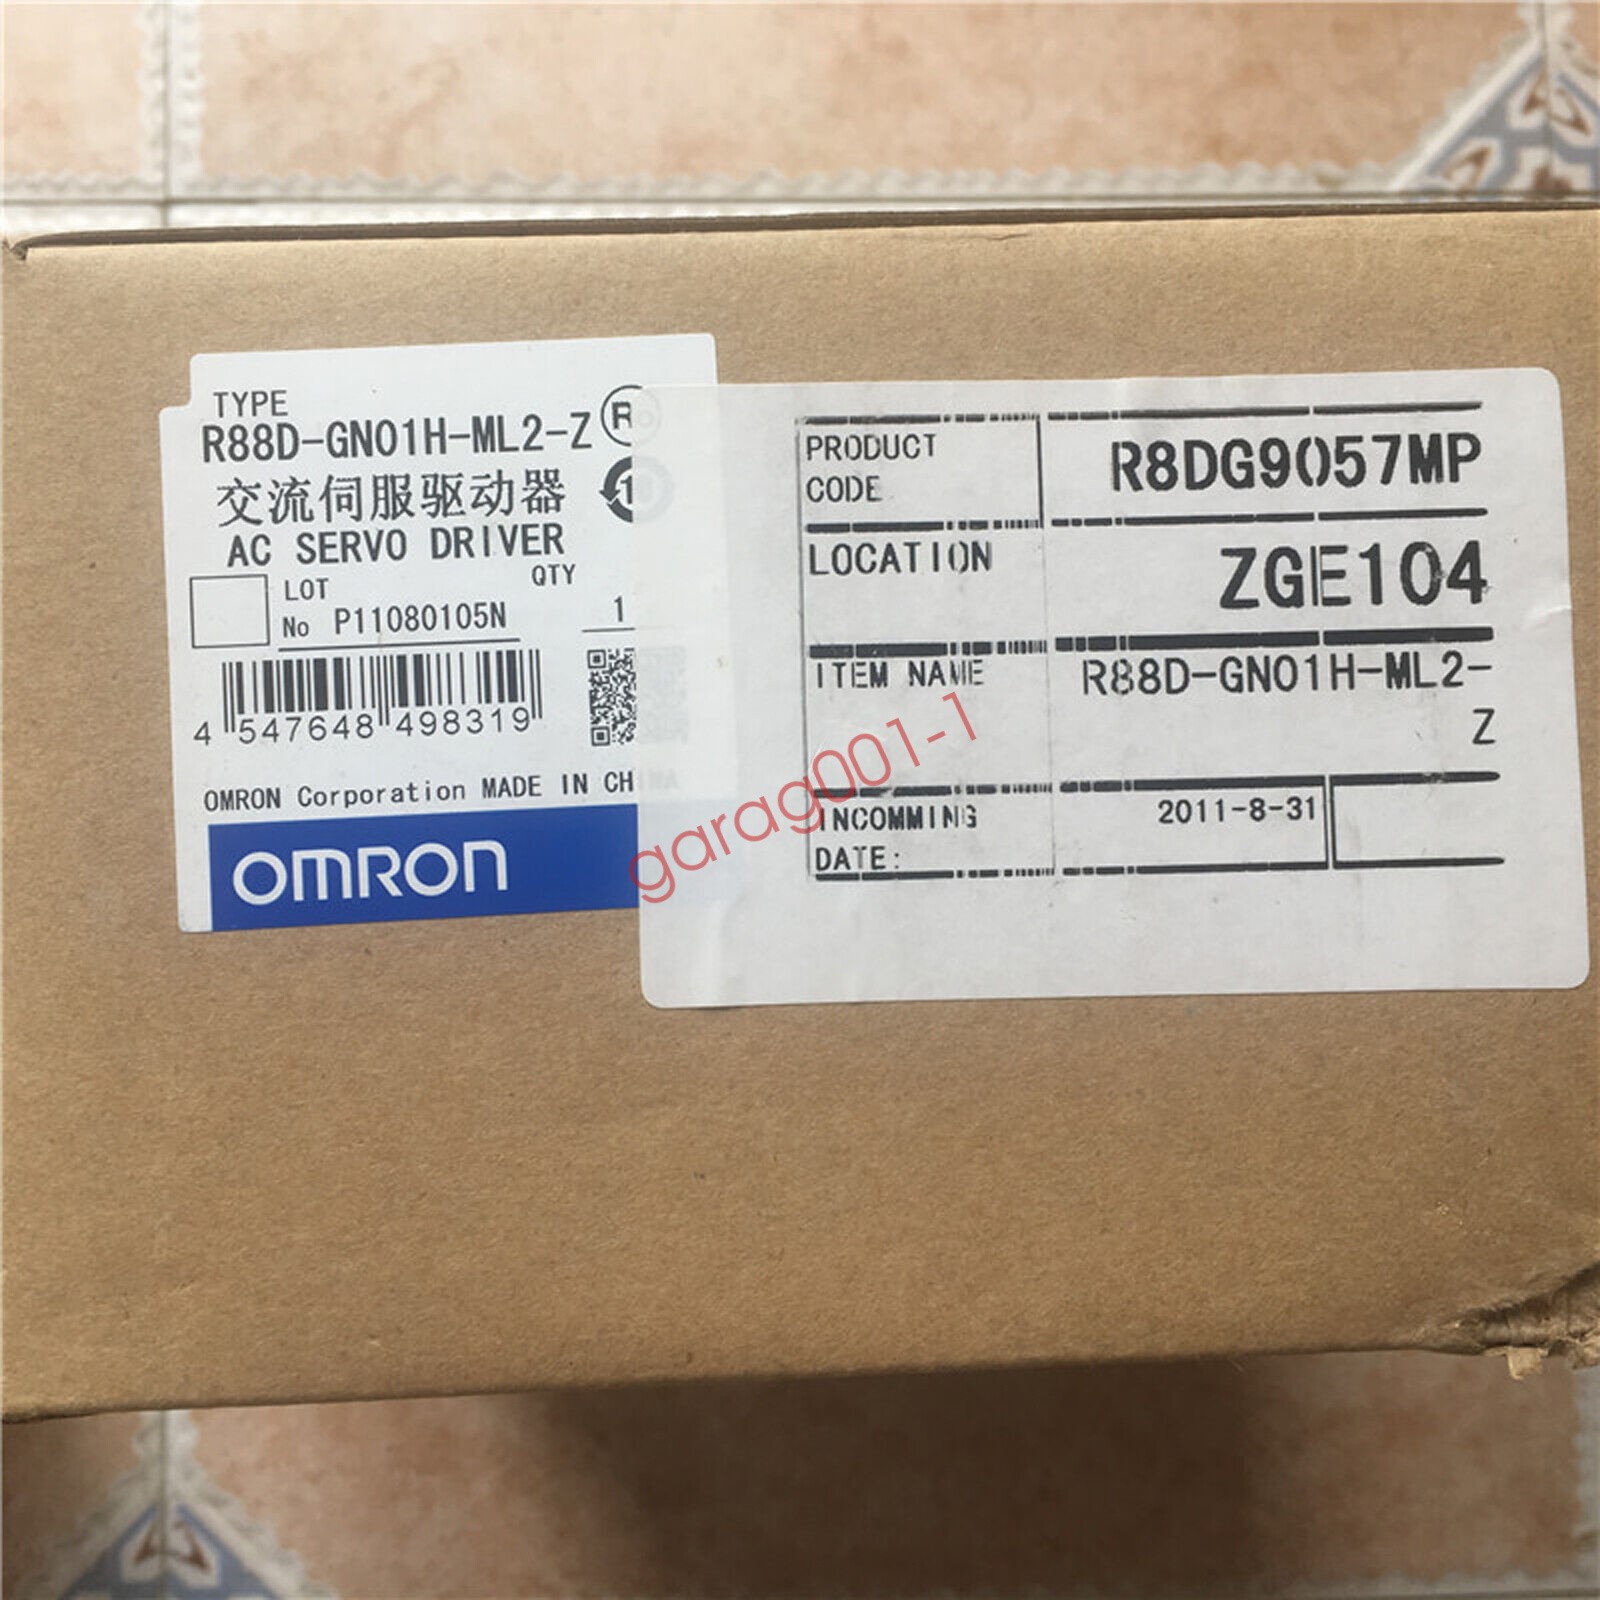 TYPE
R88D-GN01H-ML2-Z
R
交流伺服驱动器
1
AC SERVO DRIVER
LOT QTY
No P11080105N 1
4 547648 498319
OMRON Corporation MADE IN CH
OMRON
PRODUCT CODE R8DG9057MP
LOCATION ZGE104
ITEM NAME R88D-GN01H-ML2-
Z
INCOMMING 2011-8-31
DATE:
garag001-1